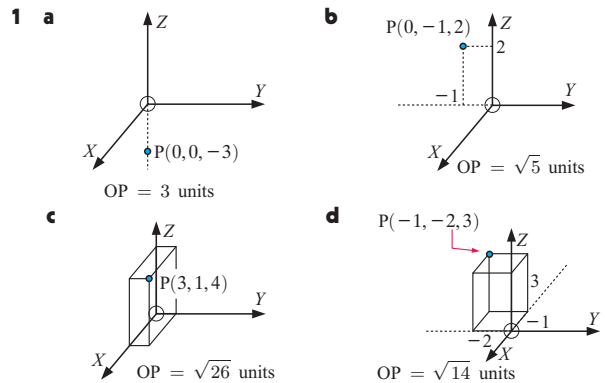 1 a
Z
Y
X
P(0, 0, −3)
OP = 3 units
b
Z
P(0, −1, 2)
2
−1
Y
X
OP = √5 units
c
Z
P(3, 1, 4)
Y
X
OP = √26 units
d
P(−1, −2, 3)
Z
3
−1
Y
−2
X
OP = √14 units